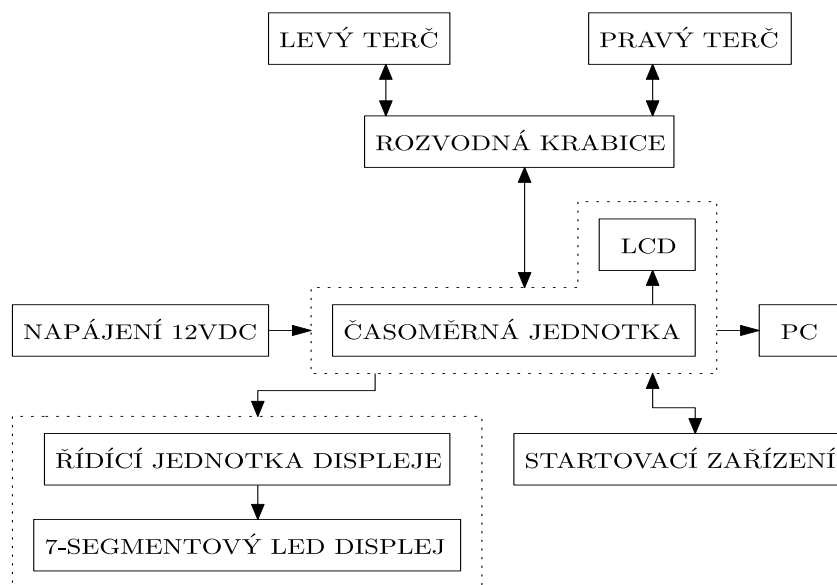 LEVÝ TERČ
PRAVÝ TERČ
ROZVODNÁ KRABICE
LCD
NAPÁJENÍ 12VDC
ČASOMĚRNÁ JEDNOTKA
PC
ŘÍDÍCÍ JEDNOTKA DISPLEJE
STARTOVACÍ ZAŘÍZENÍ
7-SEGMENTOVÝ LED DISPLEJ